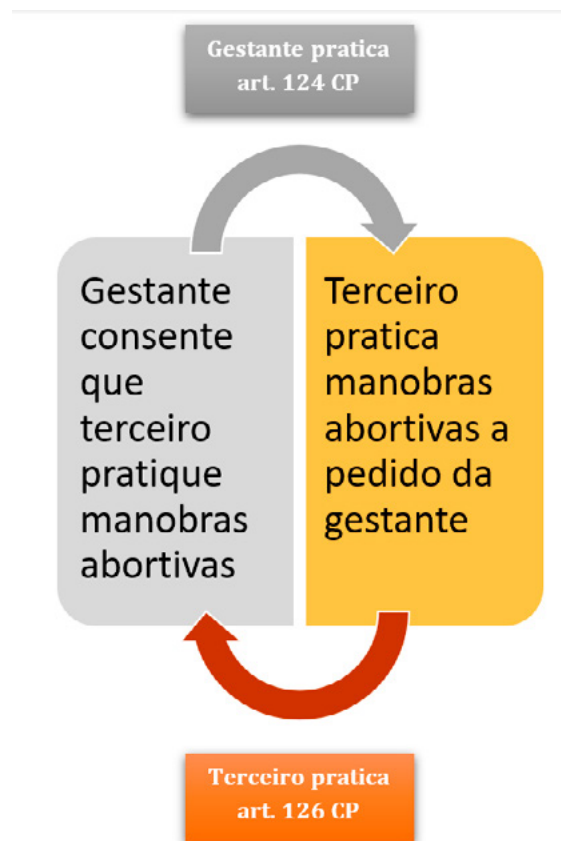 Gestante pratica
art. 124 CP
Gestante
consente
que
terceiro
pratique
manobras
abortivas
Terceiro
pratica
manobras
abortivas a
pedido da
gestante
Terceiro pratica
art. 126 CP